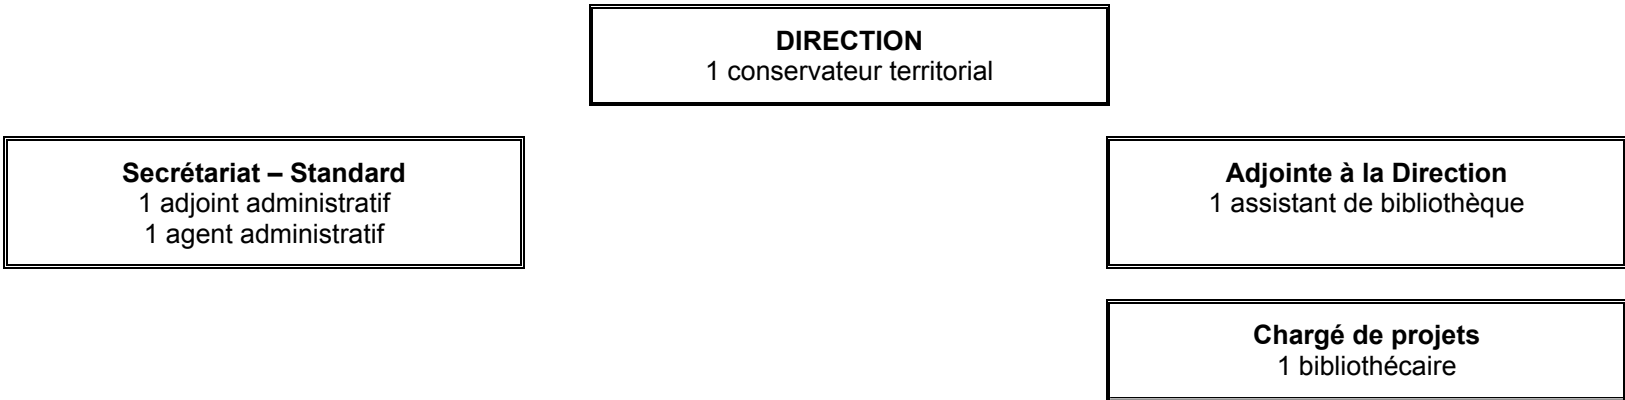 DIRECTION
1 conservateur territorial
Secrétariat – Standard
1 adjoint administratif
1 agent administratif
Adjointe à la Direction
1 assistant de bibliothèque
Chargé de projets
1 bibliothécaire